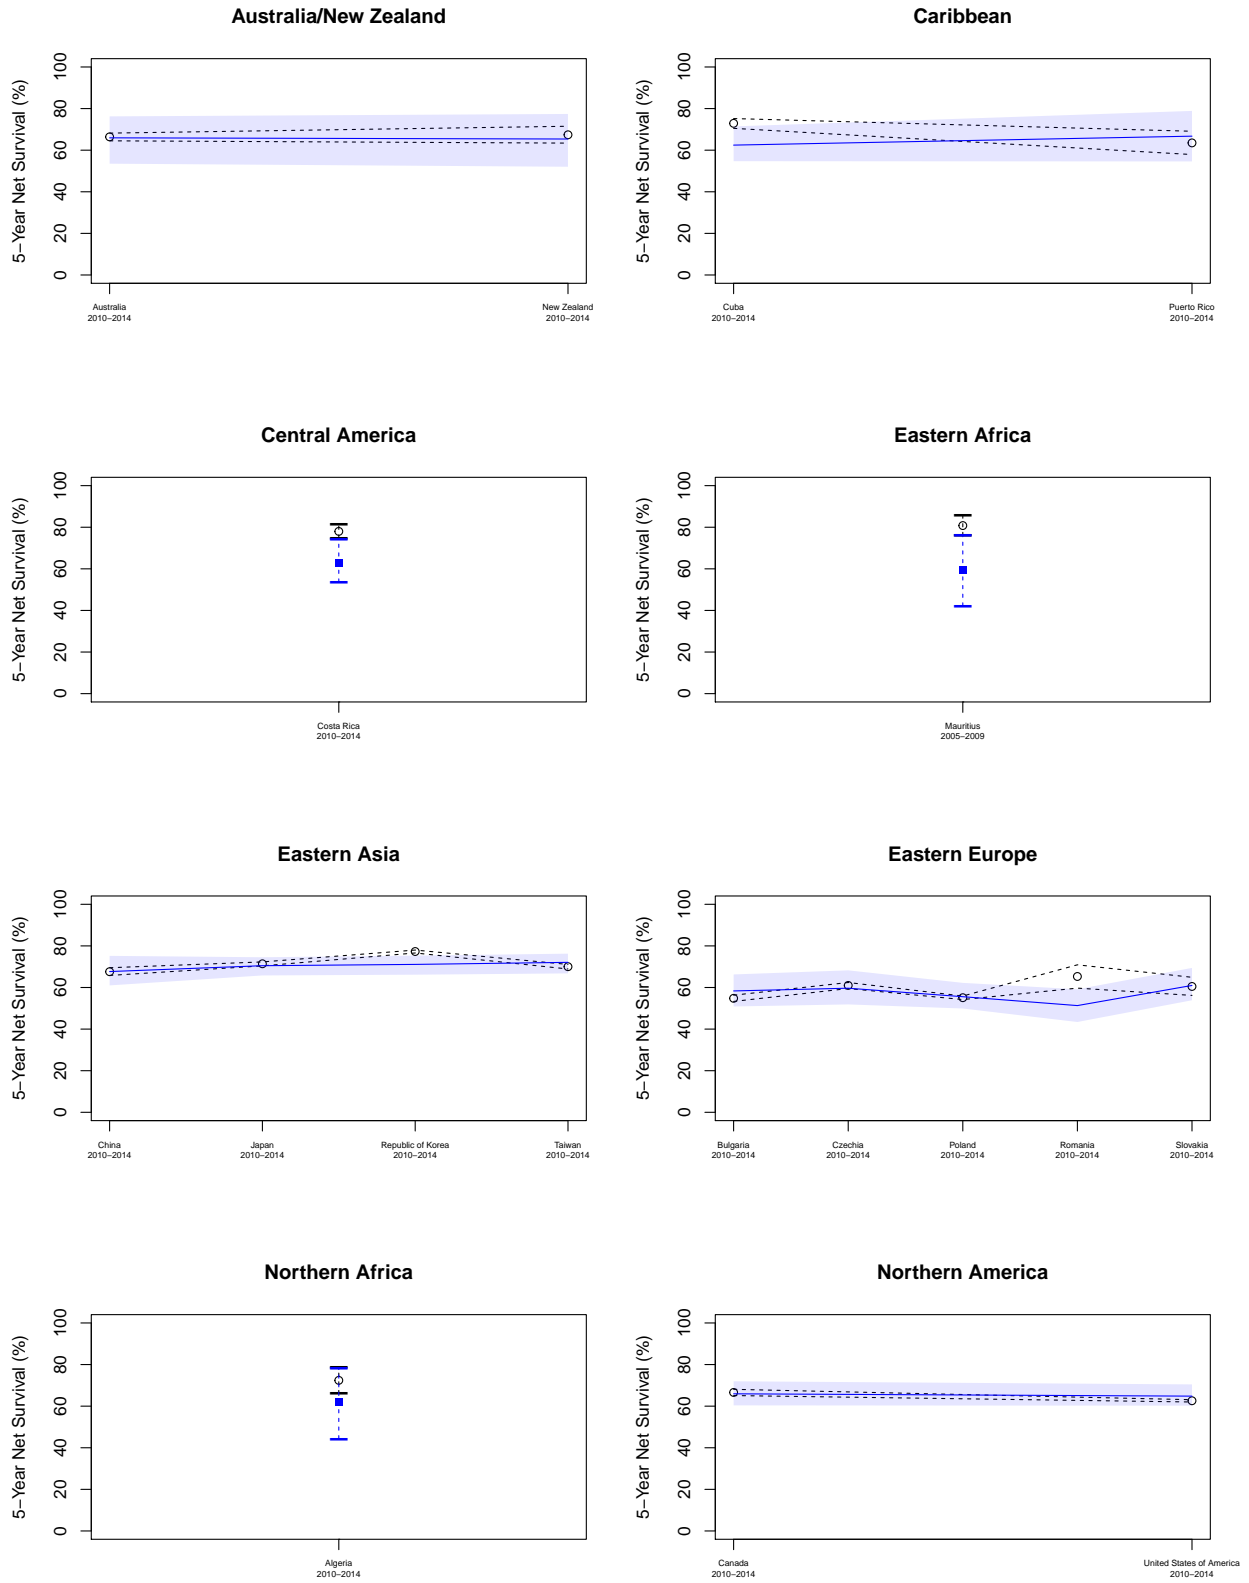 Australia/New Zealand
5−Year Net Survival (%)
0 20 40 60 80 100
Australia
2010−2014
New Zealand
2010−2014
Caribbean
5−Year Net Survival (%)
0 20 40 60 80 100
Cuba
2010−2014
Puerto Rico
2010−2014
Central America
5−Year Net Survival (%)
0 20 40 60 80 100
Costa Rica
2010−2014
Eastern Africa
5−Year Net Survival (%)
0 20 40 60 80 100
Mauritius
2005−2009
Eastern Asia
5−Year Net Survival (%)
0 20 40 60 80 100
China
2010−2014
Japan
2010−2014
Republic of Korea
2010−2014
Taiwan
2010−2014
Eastern Europe
5−Year Net Survival (%)
0 20 40 60 80 100
Bulgaria
2010−2014
Czechia
2010−2014
Poland
2010−2014
Romania
2010−2014
Slovakia
2010−2014
Northern Africa
5−Year Net Survival (%)
0 20 40 60 80 100
Algeria
2010−2014
Northern America
5−Year Net Survival (%)
0 20 40 60 80 100
Canada
2010−2014
United States of America
2010−2014